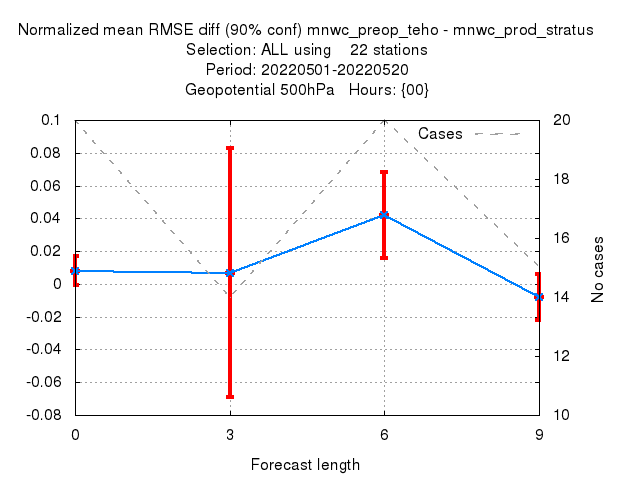 Normalized mean RMSE diff (90% conf) mnwc_preop_teho - mnwc_prod_stratus
Selection: ALL using 22 stations
Period: 20220501-20220520
Geopotential 500hPa Hours: {00}
0.1
0.08
0.06
0.04
0.02
0
-0.02
-0.04
-0.06
-0.08
Cases
20
18
16
14
12
10
No cases
0 3 6 9
Forecast length